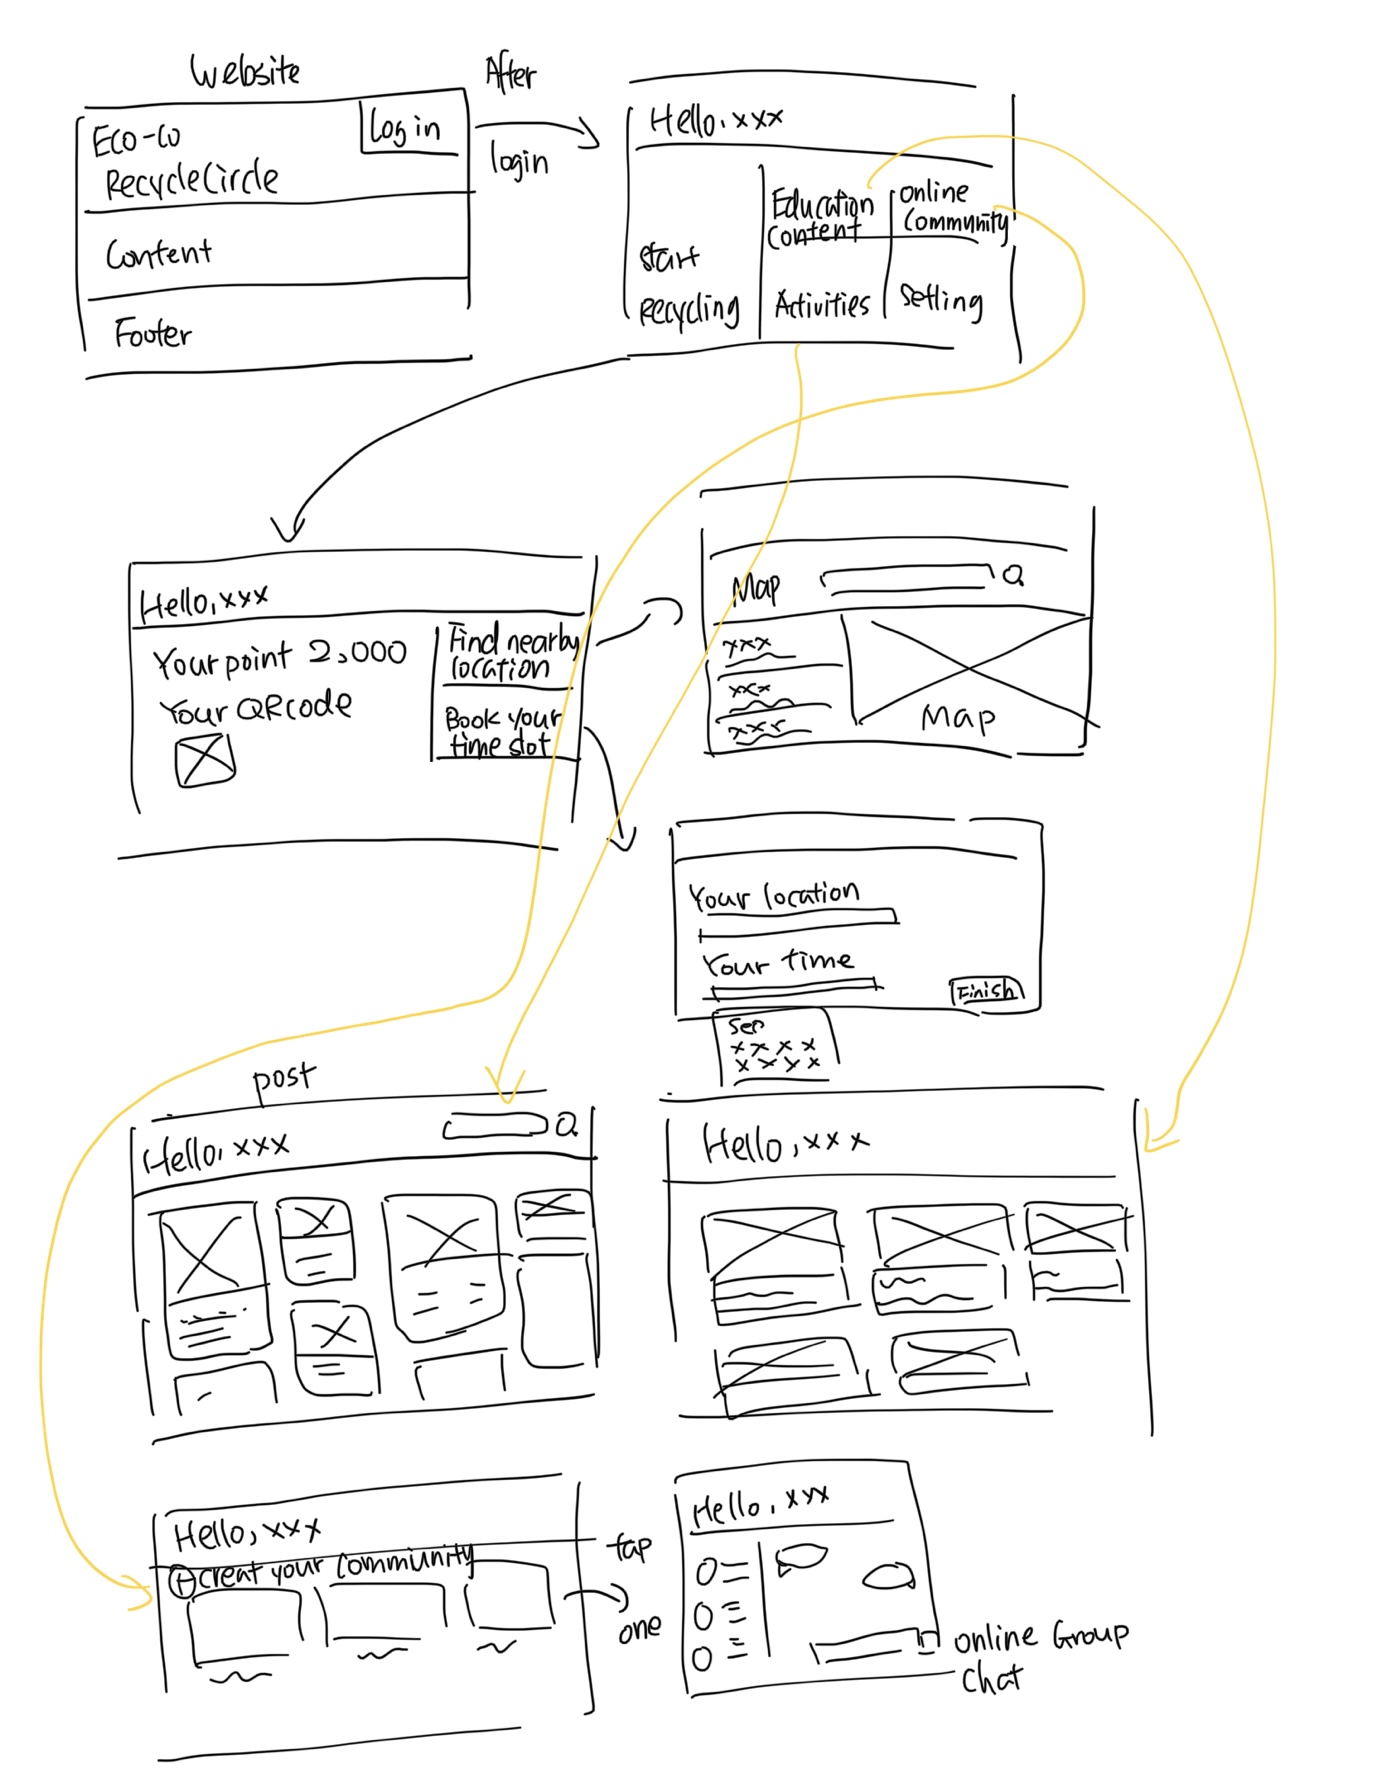 Website
Eco-co
RecycleCircle
Log in
Content
Footer
After
login
Hello, xxx
Start
Recycling
Education
Content
Online
Community
Activities
Setting
Hello, xxx
Your point 2,000
Your QRcode
Find nearby
location
Book your
time slot
Map
xxx
xxx
xxx
Map
Your location
Your time
Finish
Sep
xxxx
xxxx
post
Hello, xxx
Hello, xxx
Hello, xxx
+ creat your community
tap
one
Hello, xxx
online Group
chat